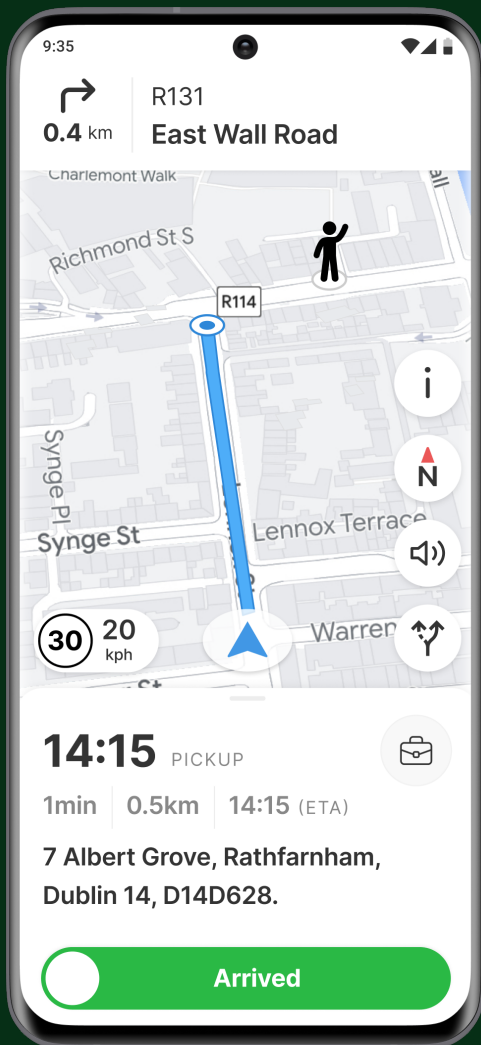 9:35
R131
0.4 km
East Wall Road
Charlemont Walk
Richmond St S
R114
N
Synge Pl
Synge St
Lennox Terrace
30
20
kph
Warren
14:15 PICKUP
1min 0.5km 14:15 (ETA)
7 Albert Grove, Rathfarnham,
Dublin 14, D14D628.
Arrived